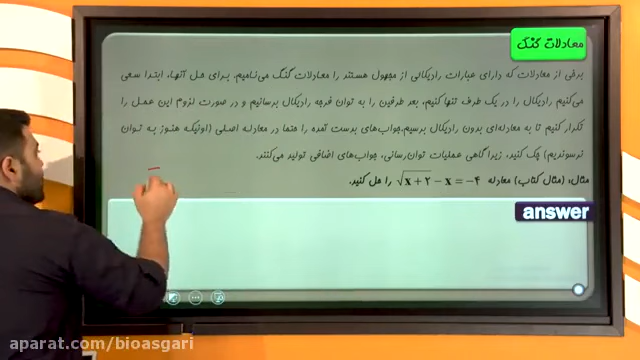 معادلات گنگ
برخی از معادلات که دارای عبارات رادیکالی از مجهول هستند را معادلات گنگ می‌نامیم. برای حل آنها، ابتدا سعی
می‌کنیم رادیکال را در یک طرف تنها کنیم، بعد طرفین را به توان فرجه رادیکال برسانیم و در صورت لزوم این عمل را
تکرار کنیم تا به معادله‌ای بدون رادیکال برسیم. جواب‌های بدست آمده را حتما در معادله اصلی (اونیکه هنوز به توان
نرسوندیم) چک کنید، زیرا گاهی عملیات توان‌رسانی، جواب‌های اضافی تولید می‌کنند.
مثال: (مثال کتاب) معادله √x+۲ − x = −۴ را حل کنید.
answer
aparat.com/bioasgari